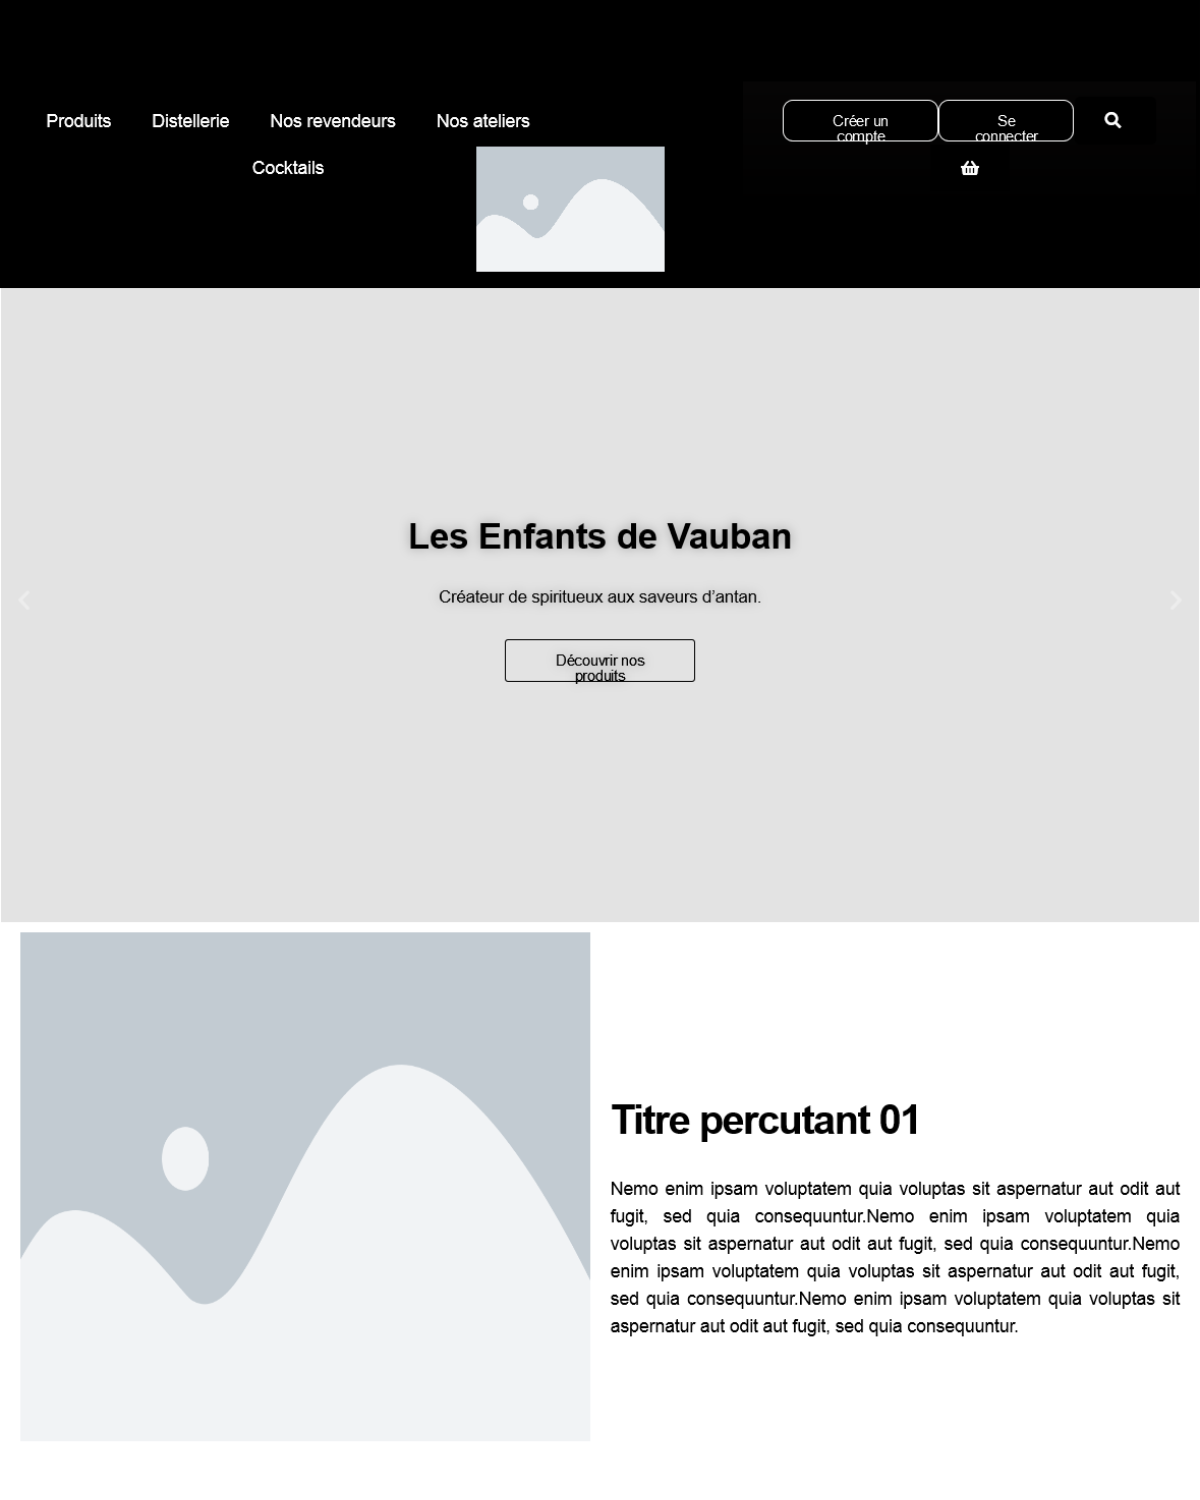 Produits Distellerie Nos revendeurs Nos ateliers
Cocktails
Créer un
compte
Se
connecter
Les Enfants de Vauban
Créateur de spiritueux aux saveurs d’antan.
Découvrir nos
produits
Titre percutant 01
Nemo enim ipsam voluptatem quia voluptas sit aspernatur aut odit aut
fugit, sed quia consequuntur.Nemo enim ipsam voluptatem quia
voluptas sit aspernatur aut odit aut fugit, sed quia consequuntur.Nemo
enim ipsam voluptatem quia voluptas sit aspernatur aut odit aut fugit,
sed quia consequuntur.Nemo enim ipsam voluptatem quia voluptas sit
aspernatur aut odit aut fugit, sed quia consequuntur.